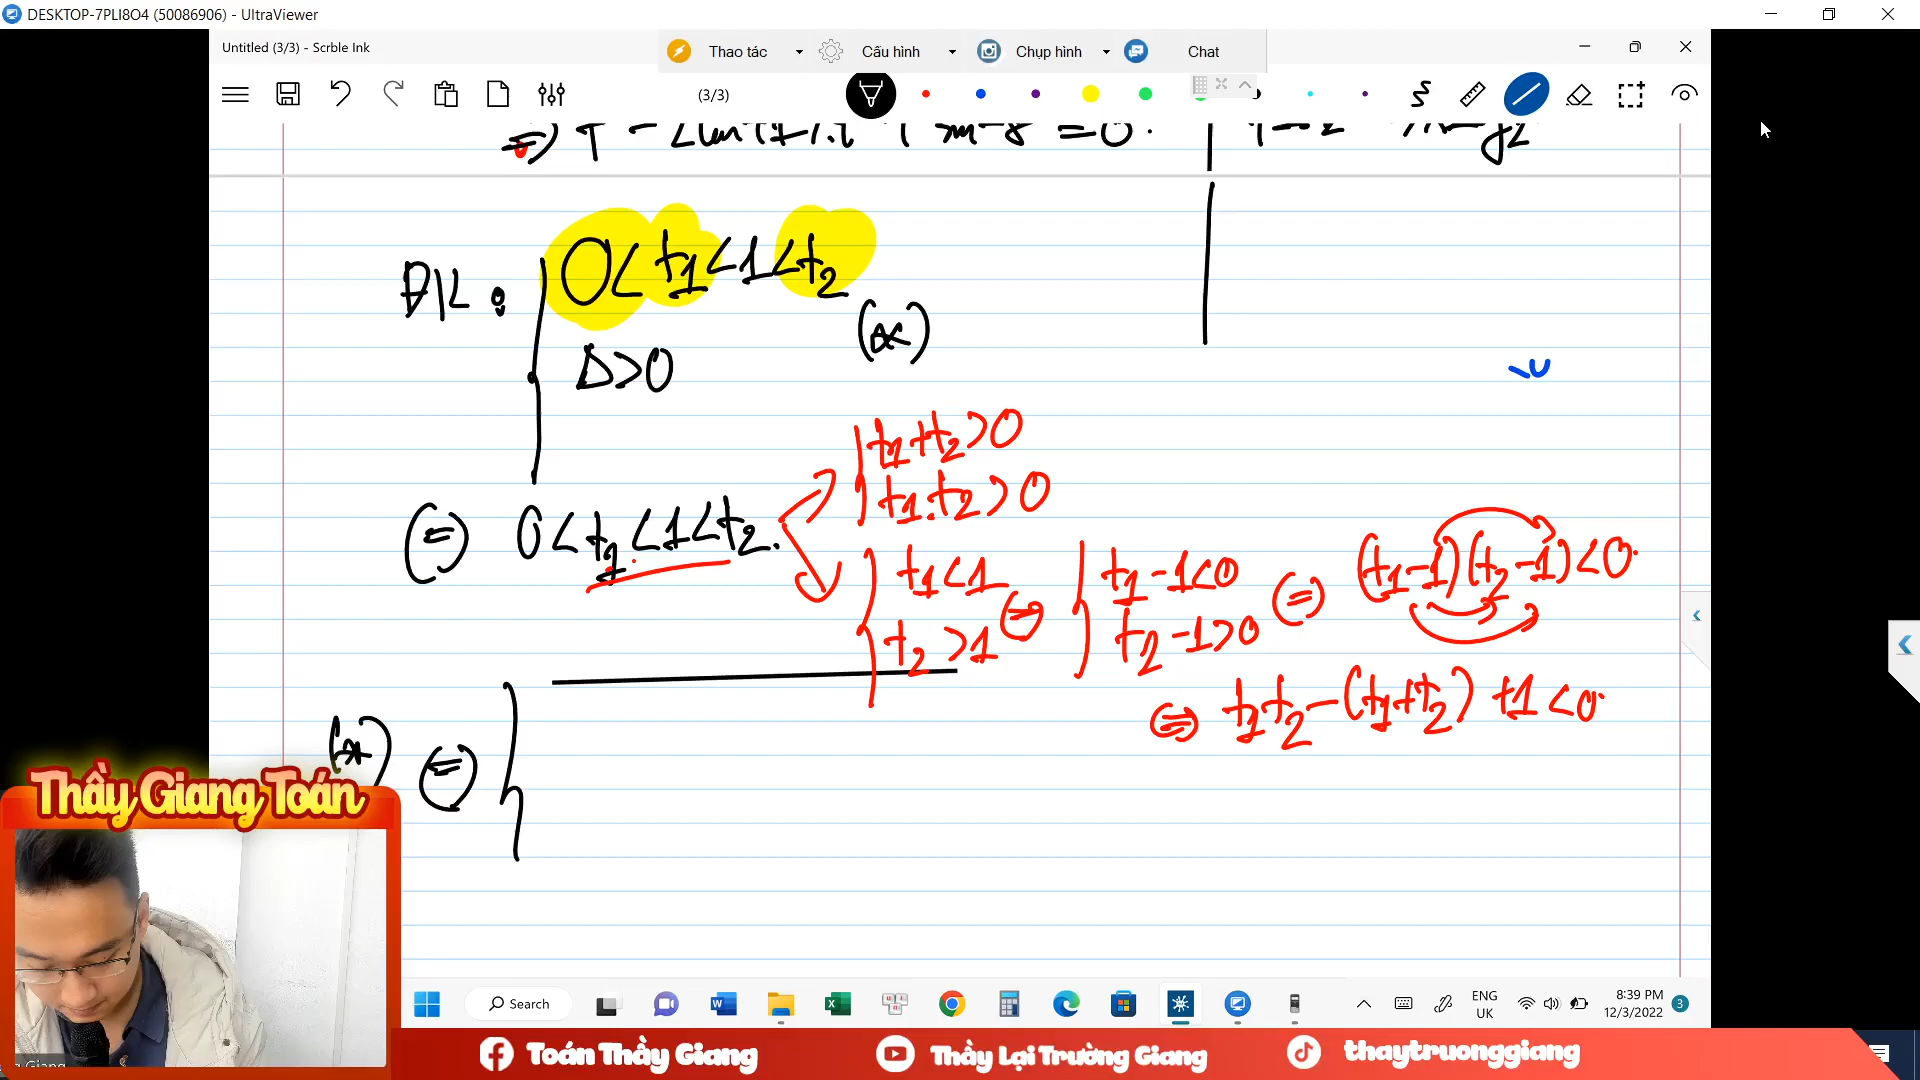 DESKTOP-7PLI8O4 (50086906) - UltraViewer
Untitled (3/3) - Scrble Ink
Thao tác Cấu hình Chụp hình Chat
(3/3)
ĐK: 0 < t1 < 1 < t2
(*)
Δ > 0
t1 + t2 > 0
t1.t2 > 0
(=) 0 < t1 < 1 < t2.
t1 < 1
t2 > 1
(=) t1 - 1 < 0
t2 - 1 > 0
(=) (t1 - 1)(t2 - 1) < 0.
(=) t1t2 - (t1 + t2) + 1 < 0.
(*) (=)
Thầy Giang Toán
Giang
Search
ENG
UK
8:39 PM
12/3/2022
3
Toán Thầy Giang
Thầy Lại Trường Giang
thaytruonggiang